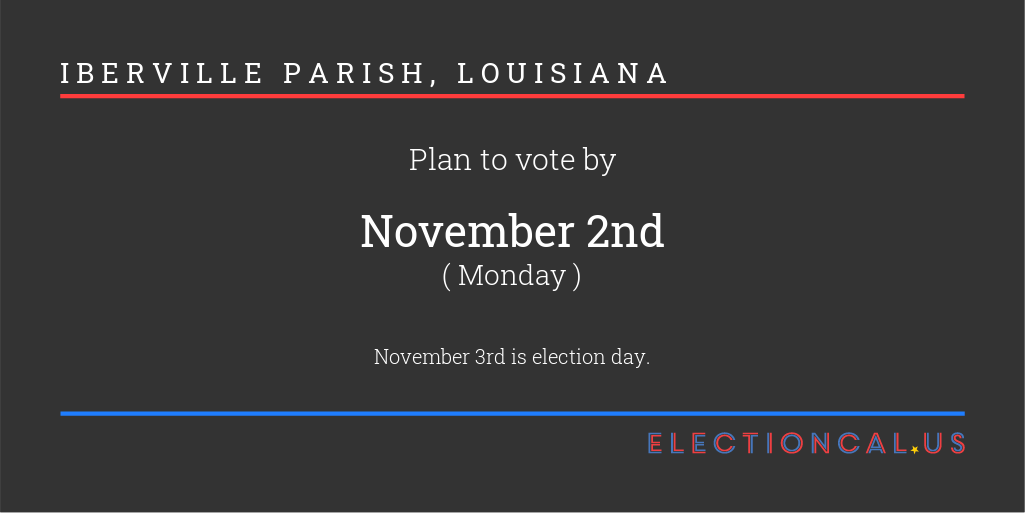 IBERVILLE PARISH, LOUISIANA
Plan to vote by
November 2nd
( Monday )
November 3rd is election day.
ELECTIONCAL.US